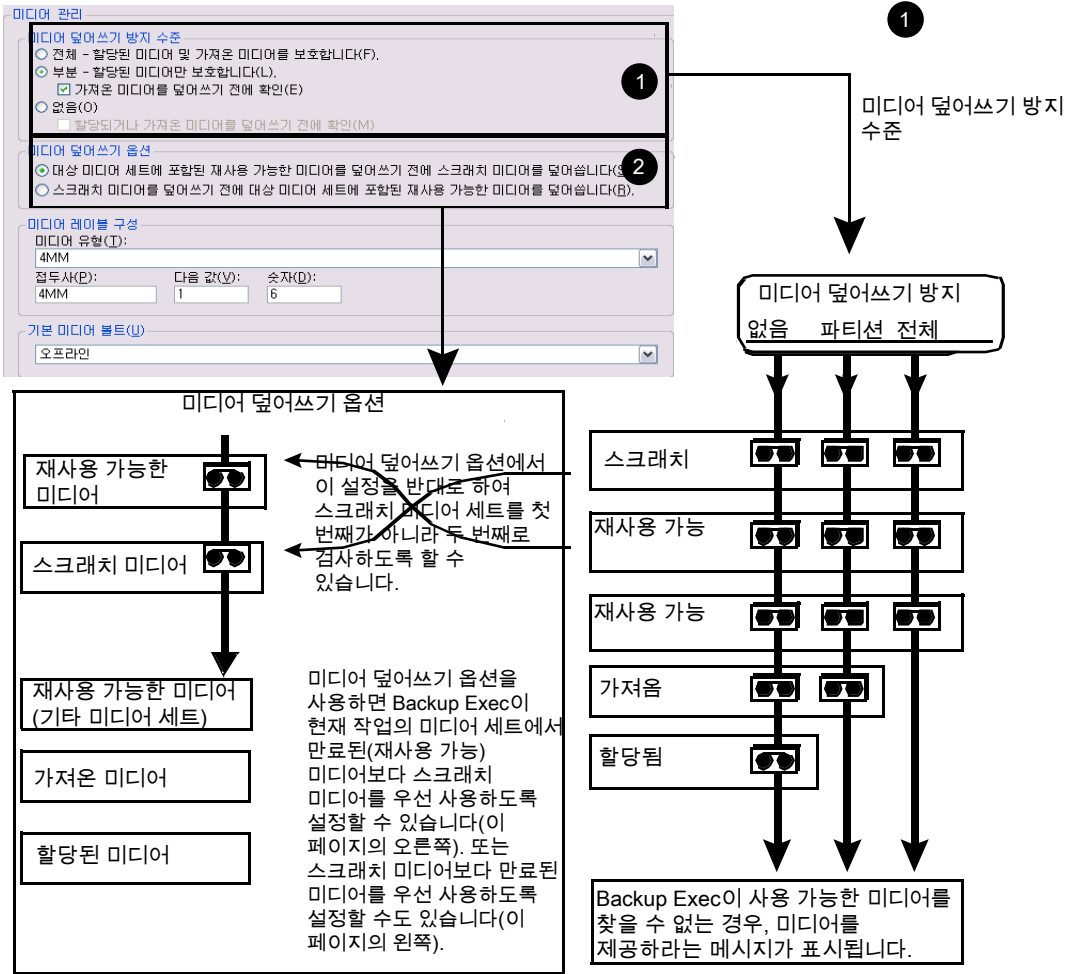 미디어 관리
미디어 덮어쓰기 방지 수준
전체 - 할당된 미디어 및 가져온 미디어를 보호합니다(F).
부분 - 할당된 미디어만 보호합니다(L).
가져온 미디어를 덮어쓰기 전에 확인(E)
없음(O)
할당되거나 가져온 미디어를 덮어쓰기 전에 확인(M)
1
미디어 덮어쓰기 옵션
대상 미디어 세트에 포함된 재사용 가능한 미디어를 덮어쓰기 전에 스크래치 미디어를 덮어씁니다(
2
스크래치 미디어를 덮어쓰기 전에 대상 미디어 세트에 포함된 재사용 가능한 미디어를 덮어씁니다(R).
미디어 레이블 구성
미디어 유형(T):
4MM
접두사(P): 다음 값(V): 숫자(D):
4MM 1 6
기본 미디어 볼트(U)
오프라인
1
미디어 덮어쓰기 방지
수준
미디어 덮어쓰기 방지
없음 파티션 전체
스크래치
재사용 가능
재사용 가능
가져옴
할당됨
Backup Exec이 사용 가능한 미디어를
찾을 수 없는 경우, 미디어를
제공하라는 메시지가 표시됩니다.
미디어 덮어쓰기 옵션
재사용 가능한
미디어
스크래치 미디어
재사용 가능한 미디어
(기타 미디어 세트)
가져온 미디어
할당된 미디어
미디어 덮어쓰기 옵션에서
이 설정을 반대로 하여
스크래치 미디어 세트를 첫
번째가 아니라 두 번째로
검사하도록 할 수
있습니다.
미디어 덮어쓰기 옵션을
사용하면 Backup Exec이
현재 작업의 미디어 세트에서
만료된(재사용 가능)
미디어보다 스크래치
미디어를 우선 사용하도록
설정할 수 있습니다(이
페이지의 오른쪽). 또는
스크래치 미디어보다 만료된
미디어를 우선 사용하도록
설정할 수도 있습니다(이
페이지의 왼쪽).